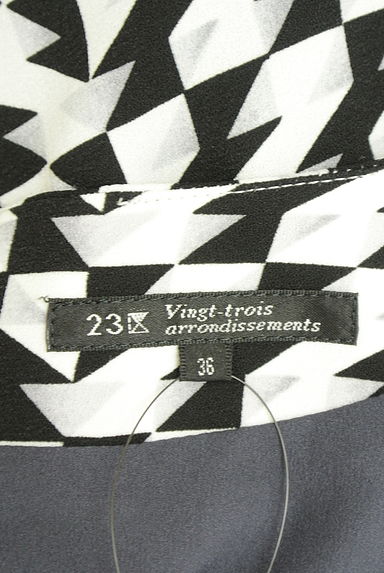 23区 Vingt-trois
arrondissements
36